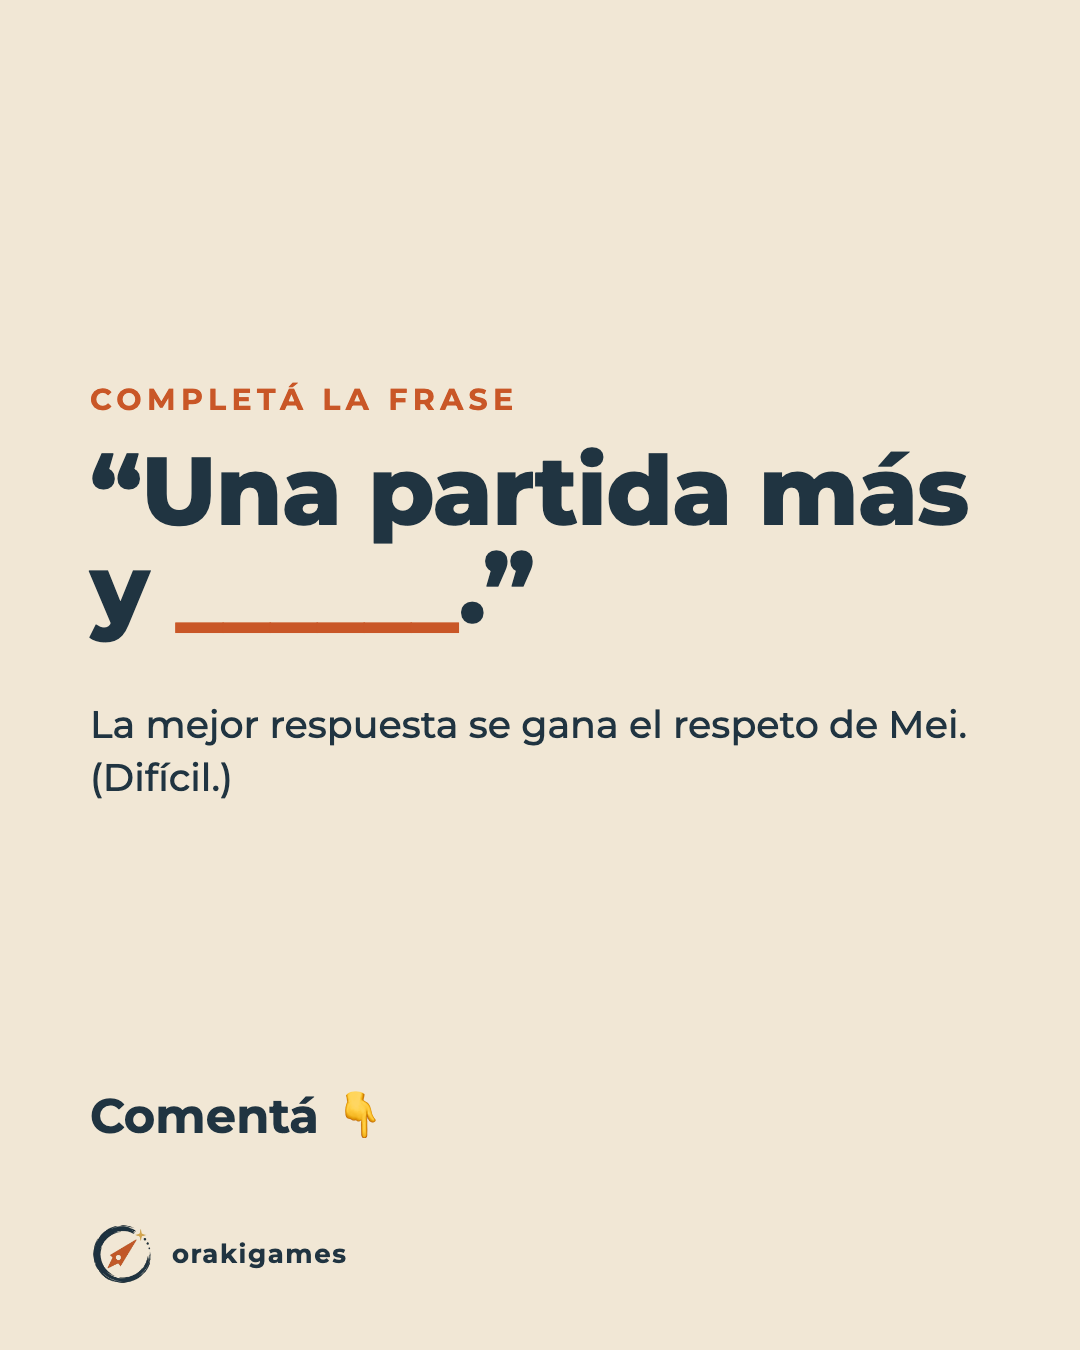 COMPLETÁ LA FRASE
“Una partida más
y ______.”
La mejor respuesta se gana el respeto de Mei.
(Difícil.)
Comentá 👇
orakigames